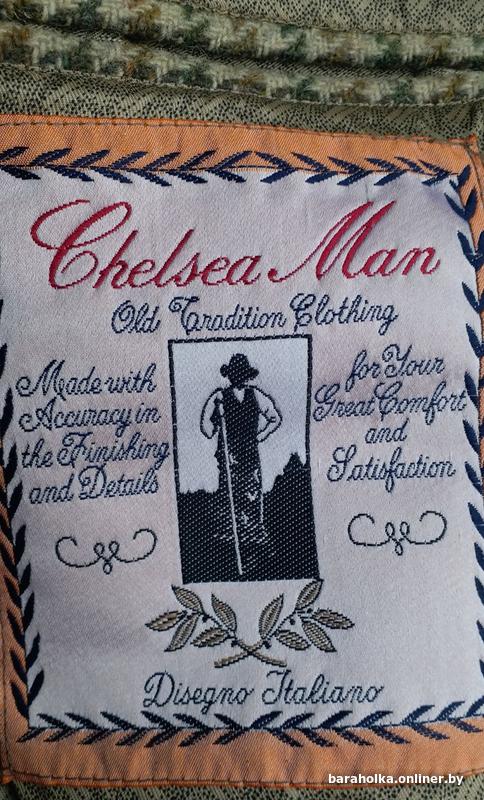 Chelsea Man
Old Tradition Clothing
Made with
Accuracy in
the Finishing
and Details
for Your
Great Comfort
and
Satisfaction
Disegno Italiano
baraholka.onliner.by